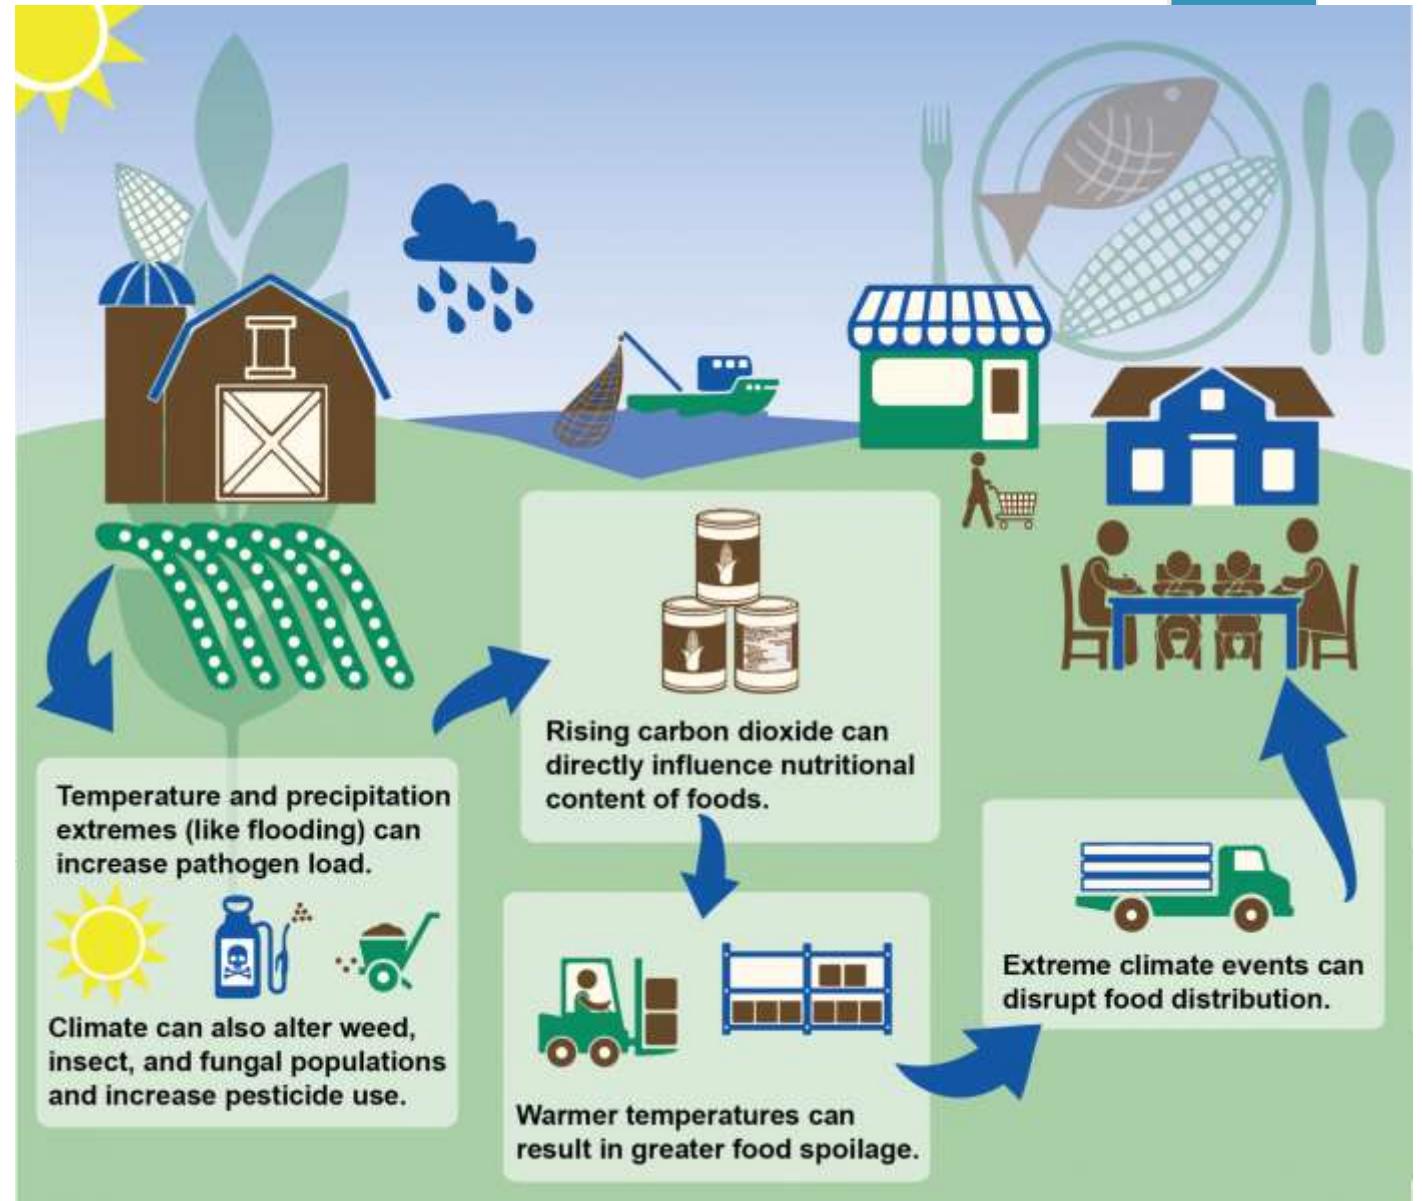 Temperature and precipitation
extremes (like flooding) can
increase pathogen load.
Climate can also alter weed,
insect, and fungal populations
and increase pesticide use.
Rising carbon dioxide can
directly influence nutritional
content of foods.
Warmer temperatures can
result in greater food spoilage.
Extreme climate events can
disrupt food distribution.